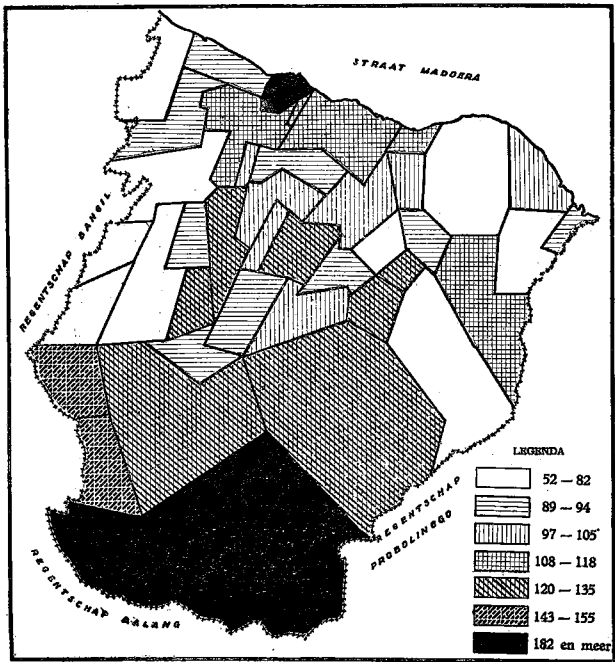 STRAAT MADOERA
REGENTSCHAP BANGIL
LEGENDA
52 — 82
89 — 94
97 — 105
108 — 118
120 — 135
143 — 155
182 en meer
REGENTSCHAP
PROBOLINGGO
REGENTSCHAP MALANG